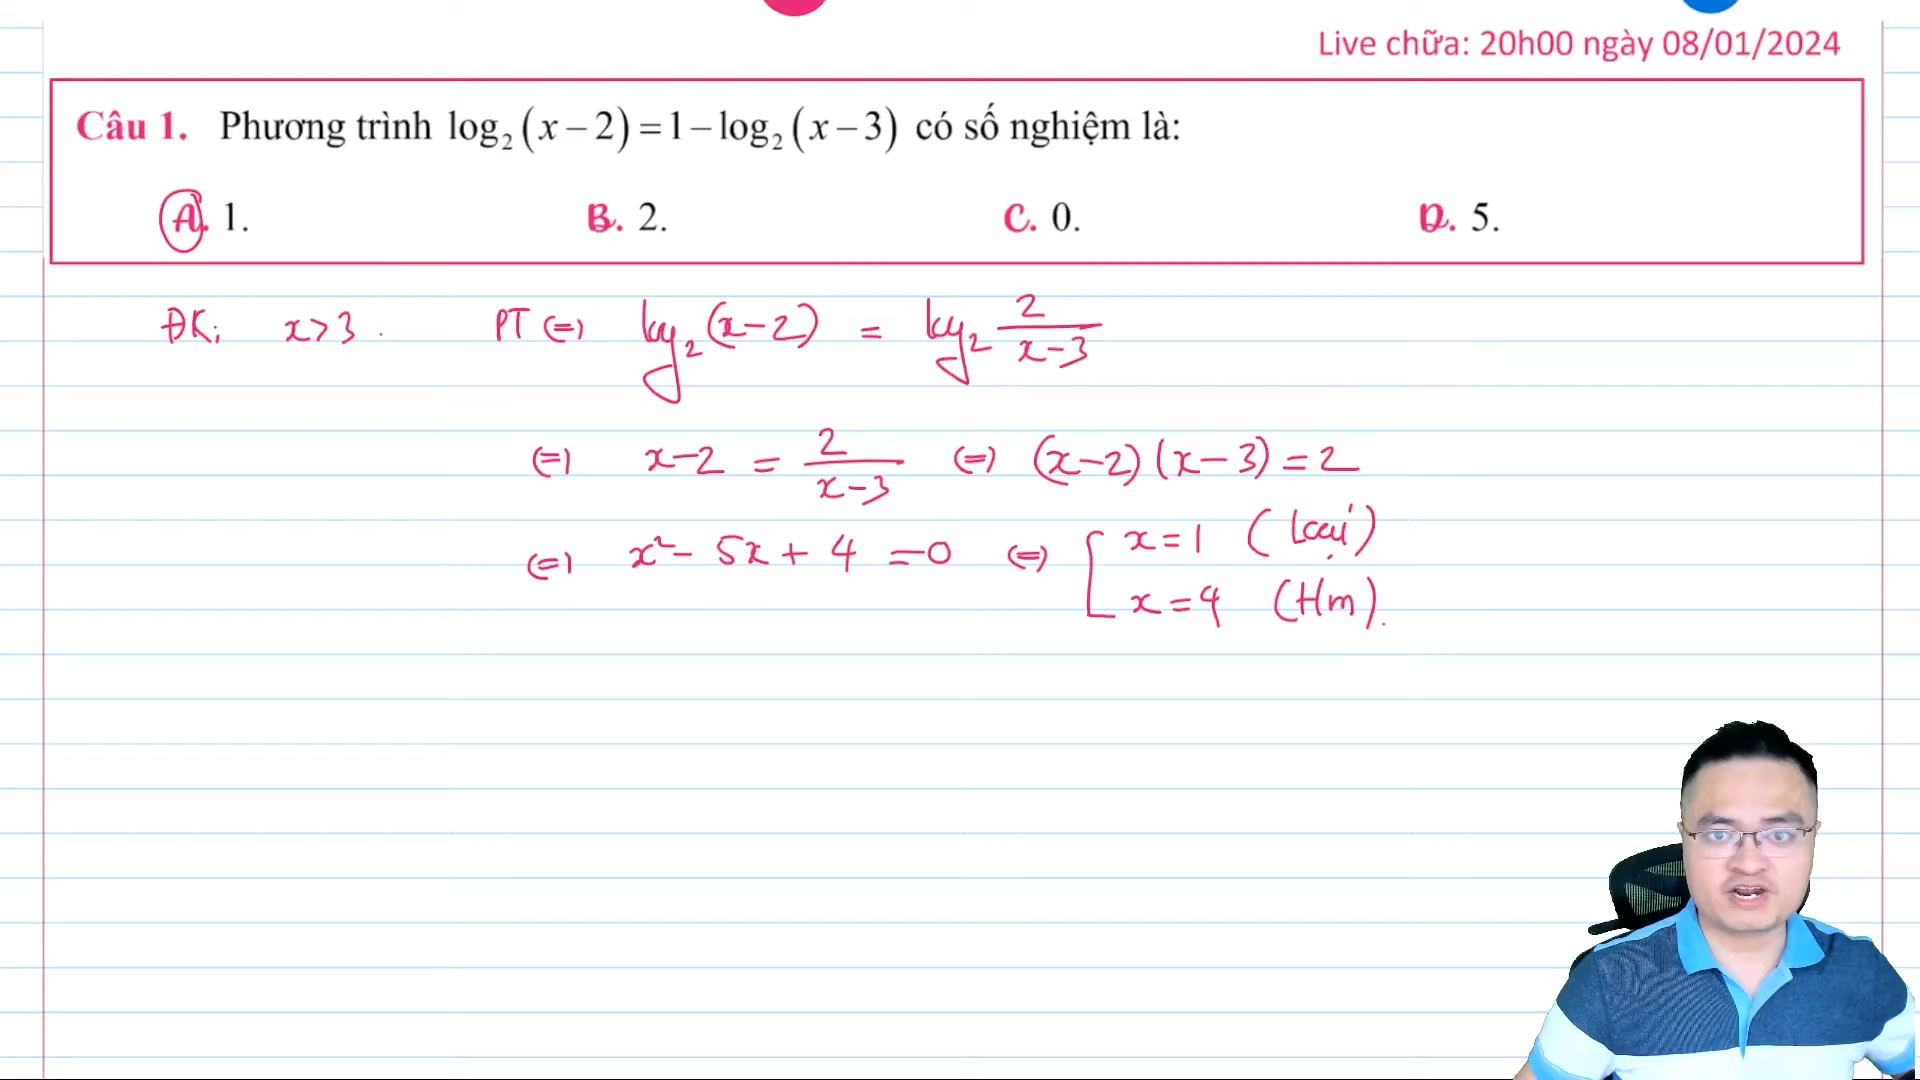 Live chữa: 20h00 ngày 08/01/2024
Câu 1. Phương trình log₂(x−2)=1−log₂(x−3) có số nghiệm là:
A. 1. B. 2. C. 0. D. 5.
ĐK: x>3. PT (=) log₂(x−2) = log₂ 2/(x−3)
(=) x−2 = 2/(x−3) (=) (x−2)(x−3)=2
(=) x²− 5x + 4 =0 (=) [ x=1 (Loại)
x=4 (t/m).